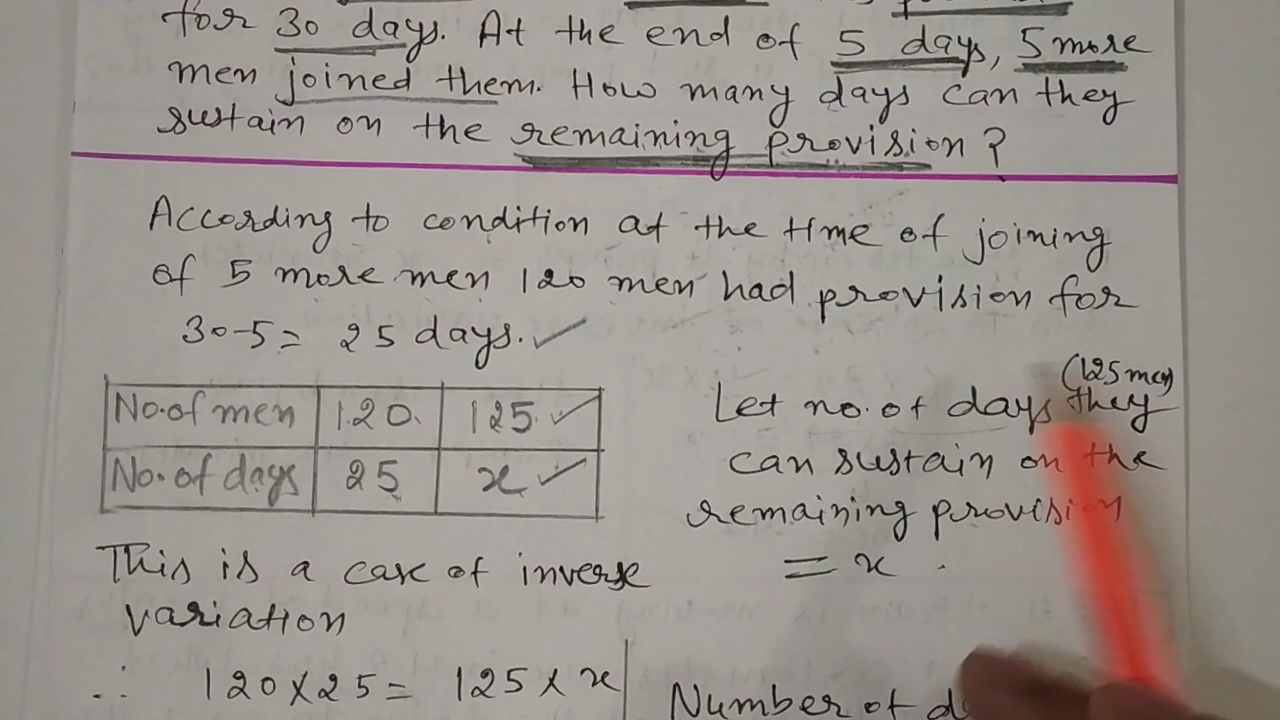 for 30 days. At the end of 5 days, 5 more
men joined them. How many days can they
sustain on the remaining provision?
According to condition at the time of joining
of 5 more men 120 men had provision for
30-5= 25 days. ✓
No. of men 120. 125 ✓
No. of days 25 x ✓
(125 men)
Let no. of days they
can sustain on the
remaining provision
= x .
This is a case of inverse
variation
∴ 120×25= 125×x
Number of